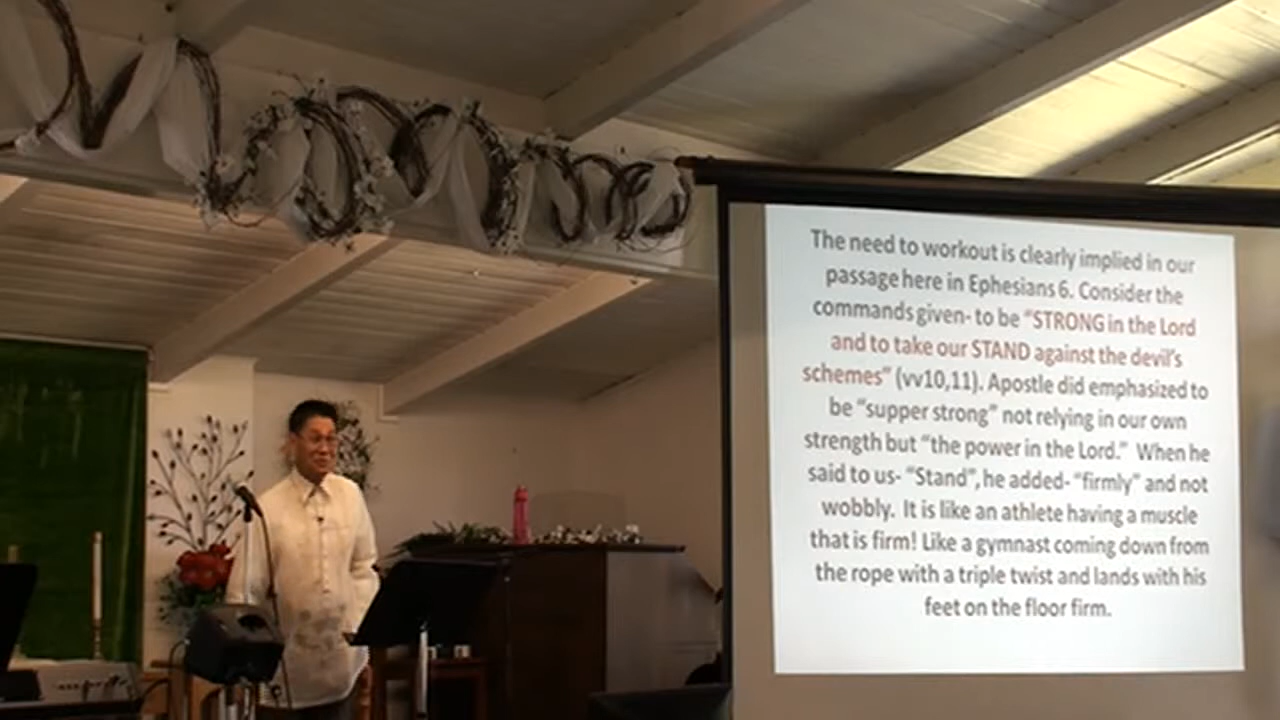 The need to workout is clearly implied in our
passage here in Ephesians 6. Consider the
commands given- to be “STRONG in the Lord
and to take our STAND against the devil’s
schemes” (vv10,11). Apostle did emphasized to
be “supper strong” not relying in our own
strength but “the power in the Lord.” When he
said to us- “Stand”, he added- “firmly” and not
wobbly. It is like an athlete having a muscle
that is firm! Like a gymnast coming down from
the rope with a triple twist and lands with his
feet on the floor firm.